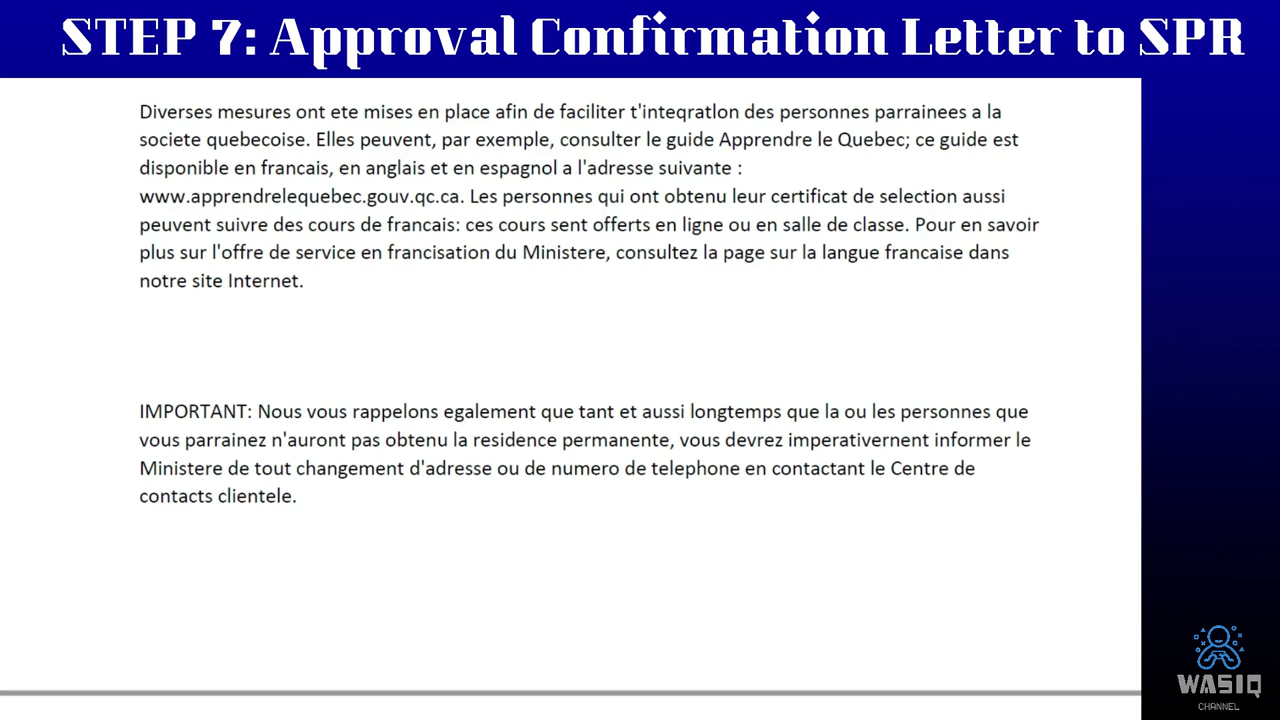 STEP 7: Approval Confirmation Letter to SPR
Diverses mesures ont ete mises en place afin de faciliter t'inteqratlon des personnes parrainees a la
societe quebecoise. Elles peuvent, par exemple, consulter le guide Apprendre le Quebec; ce guide est
disponible en francais, en anglais et en espagnol a l'adresse suivante :
www.apprendrelequebec.gouv.qc.ca. Les personnes qui ont obtenu leur certificat de selection aussi
peuvent suivre des cours de francais: ces cours sent offerts en ligne ou en salle de classe. Pour en savoir
plus sur l'offre de service en francisation du Ministere, consultez la page sur la langue francaise dans
notre site Internet.
IMPORTANT: Nous vous rappelons egalement que tant et aussi longtemps que la ou les personnes que
vous parrainez n'auront pas obtenu la residence permanente, vous devrez imperativernent informer le
Ministere de tout changement d'adresse ou de numero de telephone en contactant le Centre de
contacts clientele.
WASIQ
CHANNEL